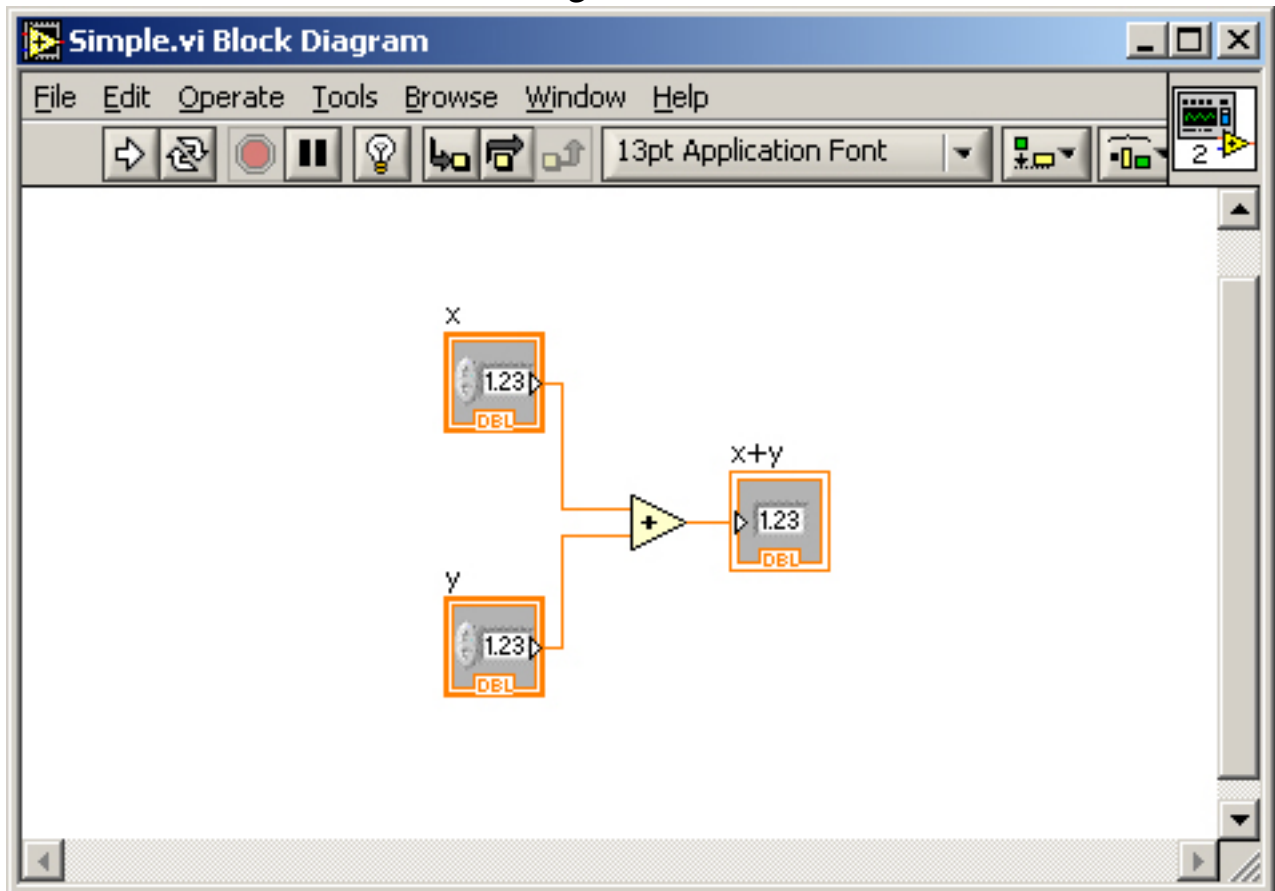 Simple.vi Block Diagram
File Edit Operate Tools Browse Window Help
13pt Application Font
2
x
1.23
DBL
x+y
1.23
DBL
y
1.23
DBL